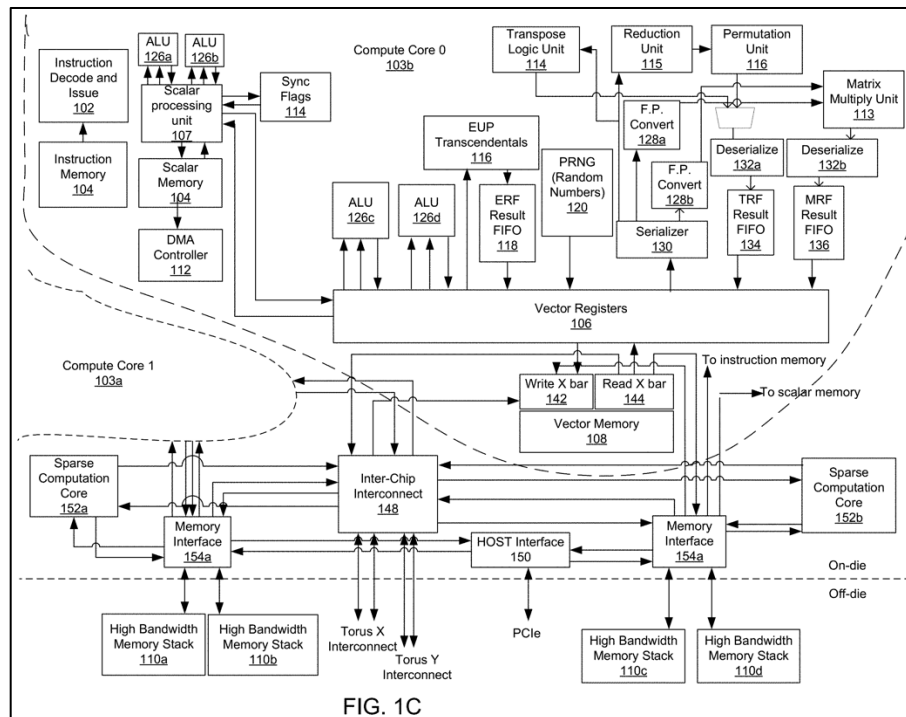 ALU
126a
ALU
126b
Compute Core 0
103b
Transpose
Logic Unit
114
Reduction
Unit
115
Permutation
Unit
116
Instruction
Decode and
Issue
102
Scalar
processing
unit
107
Sync
Flags
114
Matrix
Multiply Unit
113
F.P.
Convert
128a
EUP
Transcendentals
116
PRNG
(Random
Numbers)
120
F.P.
Convert
128b
Deserialize
132a
Deserialize
132b
Instruction
Memory
104
Scalar
Memory
104
ALU
126c
ALU
126d
ERF
Result
FIFO
118
Serializer
130
TRF
Result
FIFO
134
MRF
Result
FIFO
136
DMA
Controller
112
Vector Registers
106
Compute Core 1
103a
To instruction memory
Write X bar
142
Read X bar
144
To scalar memory
Vector Memory
108
Sparse
Computation
Core
152a
Inter-Chip
Interconnect
148
Sparse
Computation
Core
152b
Memory
Interface
154a
HOST Interface
150
Memory
Interface
154a
On-die
Off-die
High Bandwidth
Memory Stack
110a
High Bandwidth
Memory Stack
110b
Torus X
Interconnect
Torus Y
Interconnect
PCIe
High Bandwidth
Memory Stack
110c
High Bandwidth
Memory Stack
110d
FIG. 1C